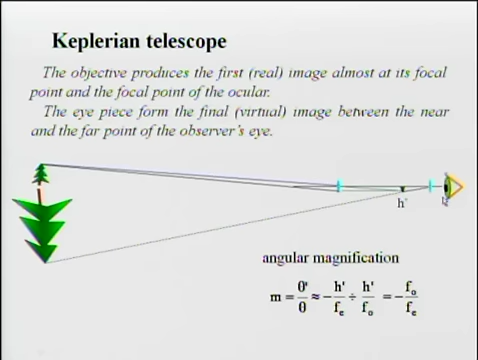 Keplerian telescope
The objective produces the first (real) image almost at its focal
point and the focal point of the ocular.
The eye piece form the final (virtual) image between the near
and the far point of the observer's eye.
h'
angular magnification
m = θ'/θ ≈ - h'/fe ÷ h'/fo = - fo/fe